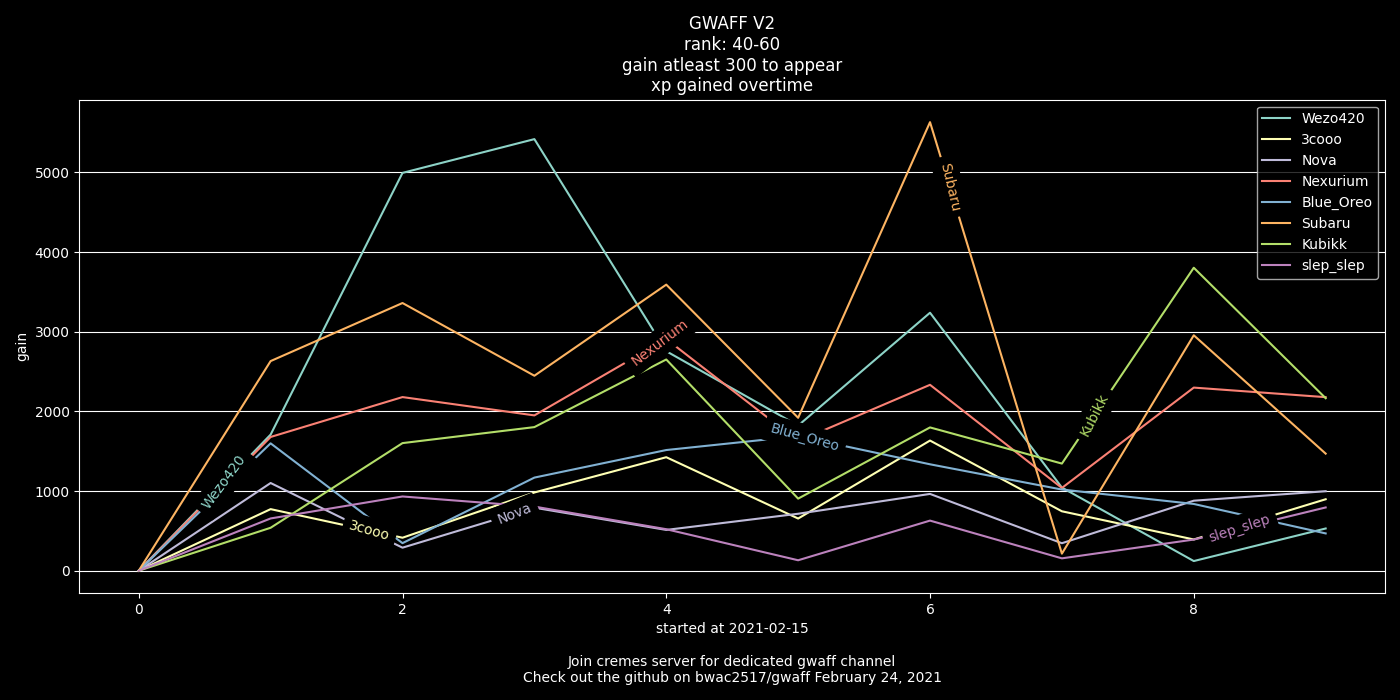 GWAFF V2
rank: 40-60
gain atleast 300 to appear
xp gained overtime
Wezo420
3cooo
Nova
Nexurium
Blue_Oreo
Subaru
Kubikk
slep_slep
5000
4000
3000
2000
1000
0
gain
Wezo420
3cooo
Nova
Nexurium
Blue_Oreo
Subaru
Kubikk
slep_slep
0 2 4 6 8
started at 2021-02-15
Join cremes server for dedicated gwaff channel
Check out the github on bwac2517/gwaff February 24, 2021